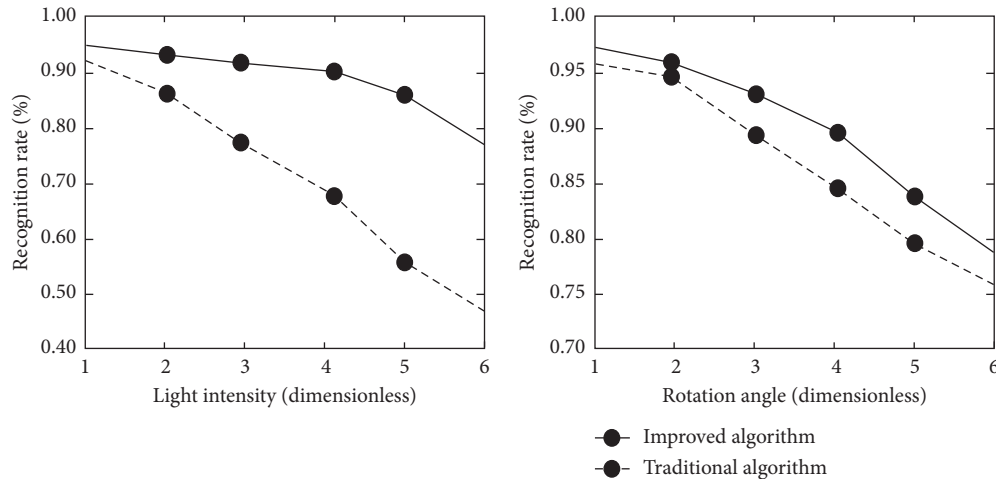 Recognition rate (%)
1.00
0.90
0.80
0.70
0.60
0.50
0.40
1 2 3 4 5 6
Light intensity (dimensionless)
Recognition rate (%)
1.00
0.95
0.90
0.85
0.80
0.75
0.70
1 2 3 4 5 6
Rotation angle (dimensionless)
Improved algorithm
Traditional algorithm